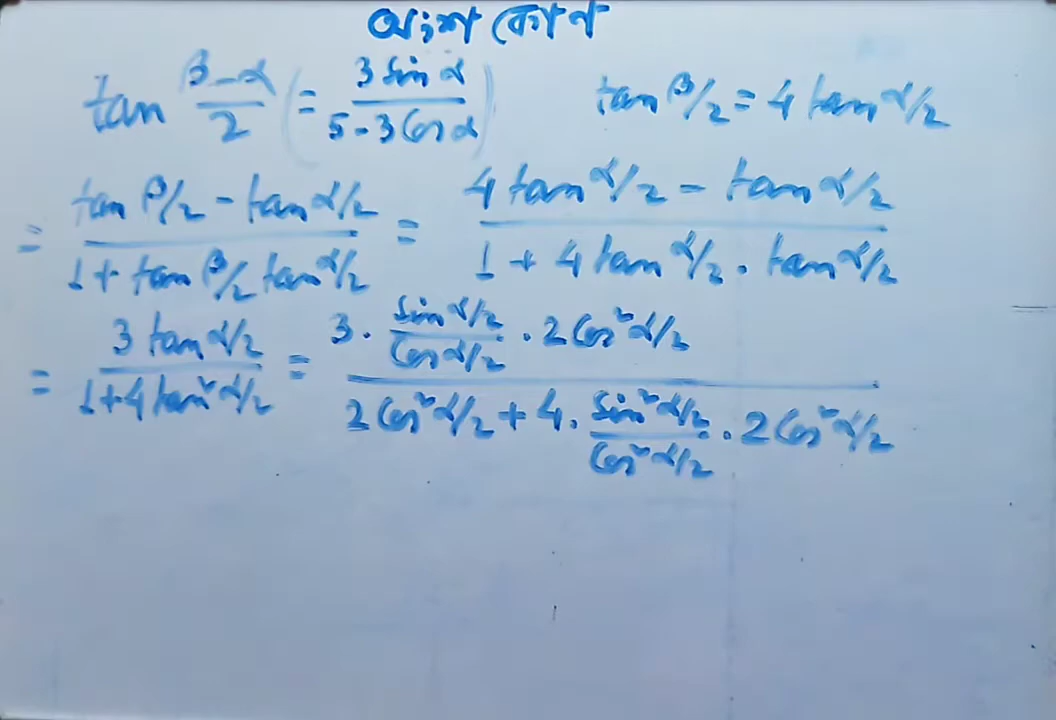 অংশ কোণ
tan (β-α)/2 (= (3 sin α)/(5-3 Cos α)) tan β/2 = 4 tan α/2
= (tan β/2 - tan α/2)/(1 + tan β/2 tan α/2) = (4 tan α/2 - tan α/2)/(1 + 4 tan α/2 . tan α/2)
= (3 tan α/2)/(1+4 tan² α/2) = (3 . (Sin α/2)/(Cos α/2) . 2 Cos² α/2)/(2 Cos² α/2 + 4 . (Sin² α/2)/(Cos² α/2) . 2 Cos² α/2)